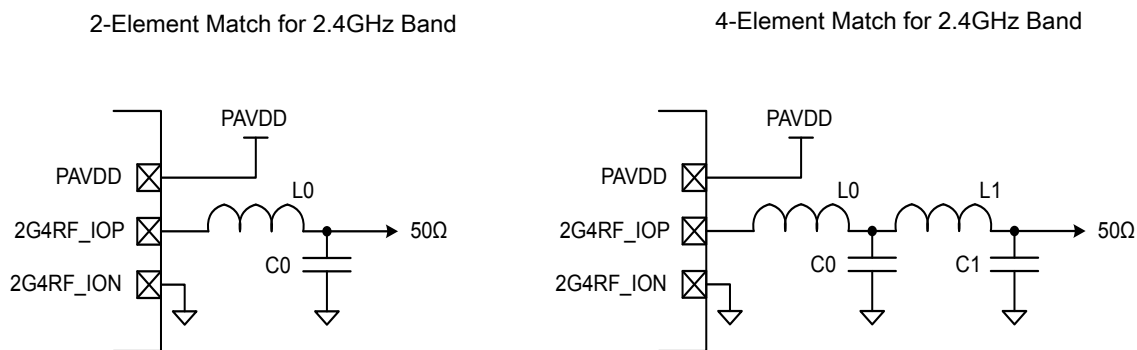 2-Element Match for 2.4GHz Band
4-Element Match for 2.4GHz Band
PAVDD
PAVDD
L0
2G4RF_IOP
50Ω
C0
2G4RF_ION
PAVDD
PAVDD
L0
L1
2G4RF_IOP
50Ω
C0
C1
2G4RF_ION